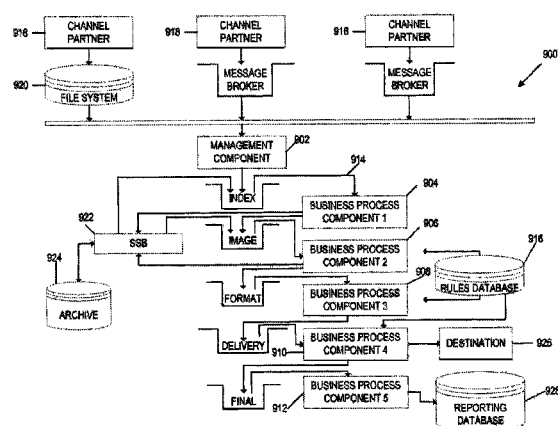 CHANNEL
PARTNER
916
CHANNEL
PARTNER
918
CHANNEL
PARTNER
916
900
920
FILE SYSTEM
MESSAGE
BROKER
MESSAGE
BROKER
MANAGEMENT
COMPONENT
902
914
INDEX
904
BUSINESS PROCESS
COMPONENT 1
922
SSB
IMAGE
906
BUSINESS PROCESS
COMPONENT 2
924
ARCHIVE
916
RULES DATABASE
908
FORMAT
BUSINESS PROCESS
COMPONENT 3
DELIVERY
910
BUSINESS PROCESS
COMPONENT 4
DESTINATION
926
FINAL
912
BUSINESS PROCESS
COMPONENT 5
928
REPORTING
DATABASE